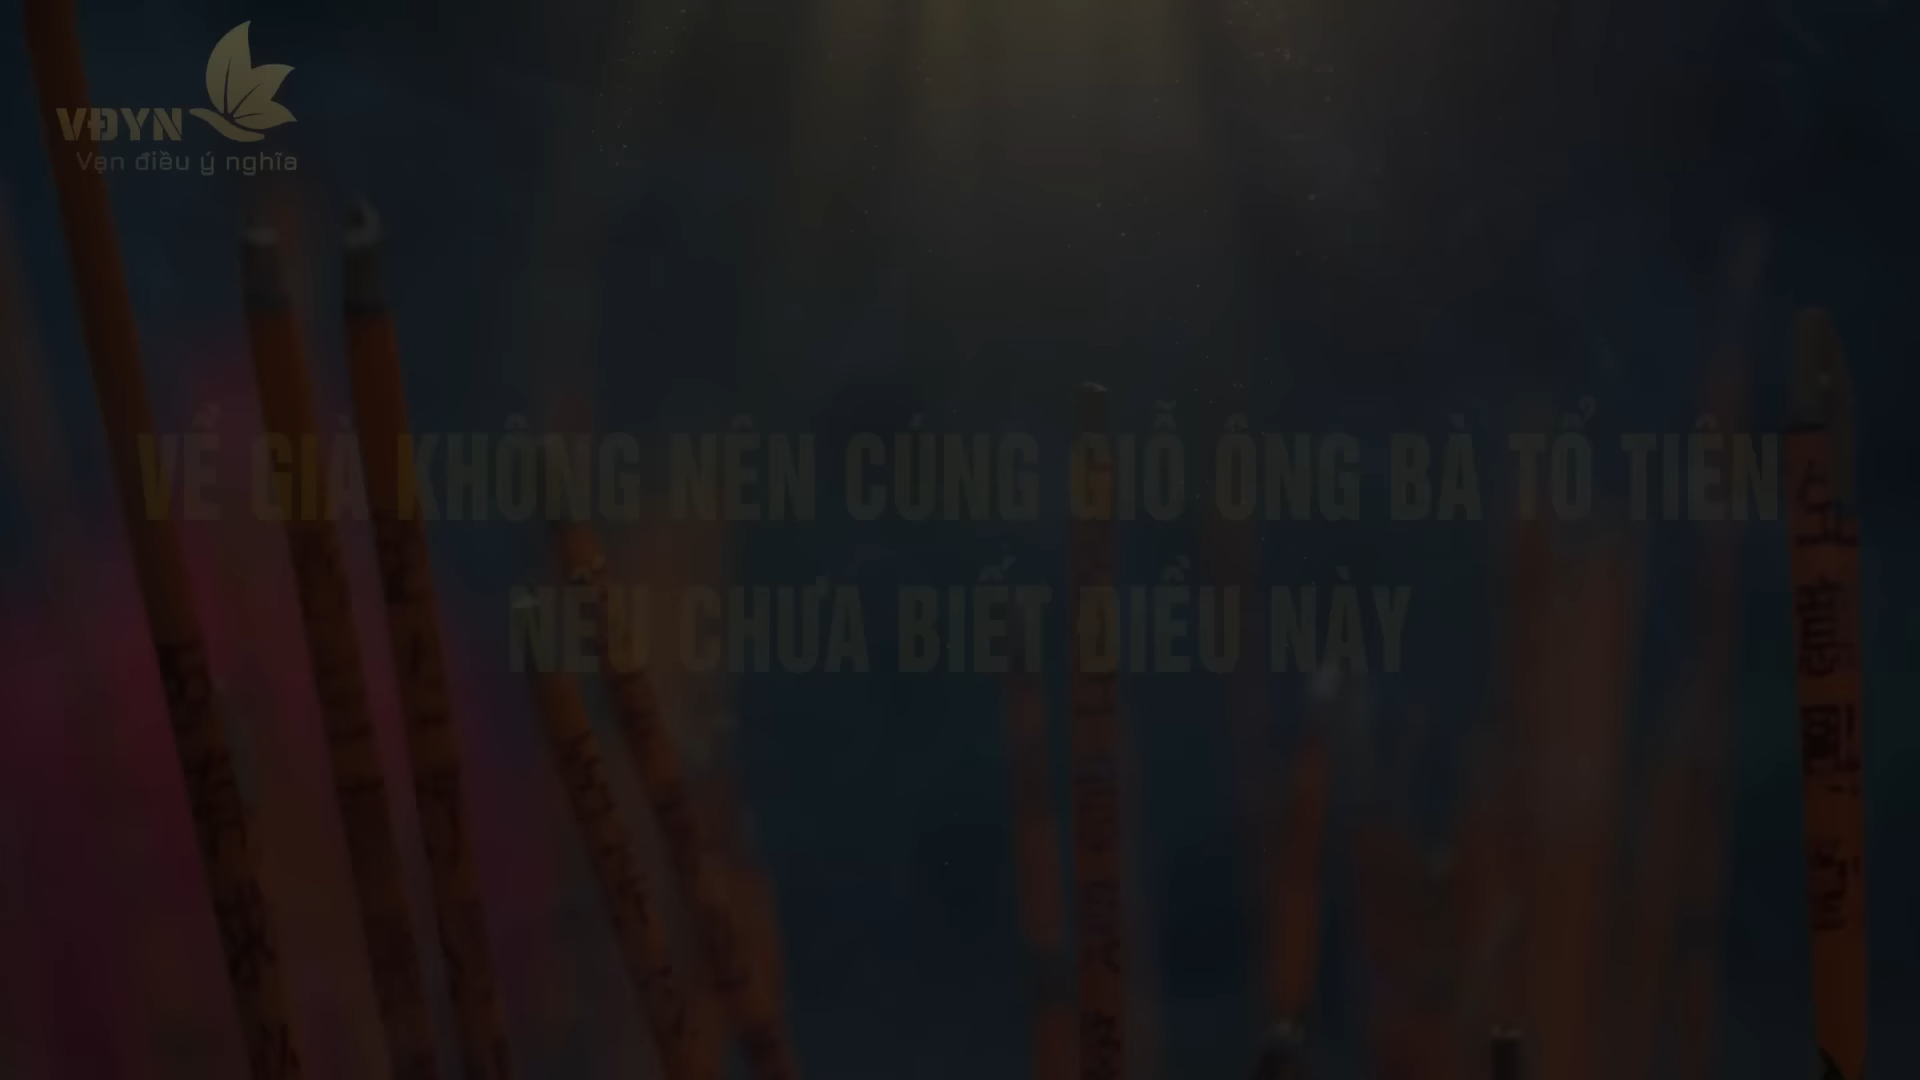 VĐYN
Vạn điều ý nghĩa
VỀ GIÀ KHÔNG NÊN CÚNG GIỖ ÔNG BÀ TỔ TIÊN
NẾU CHƯA BIẾT ĐIỀU NÀY